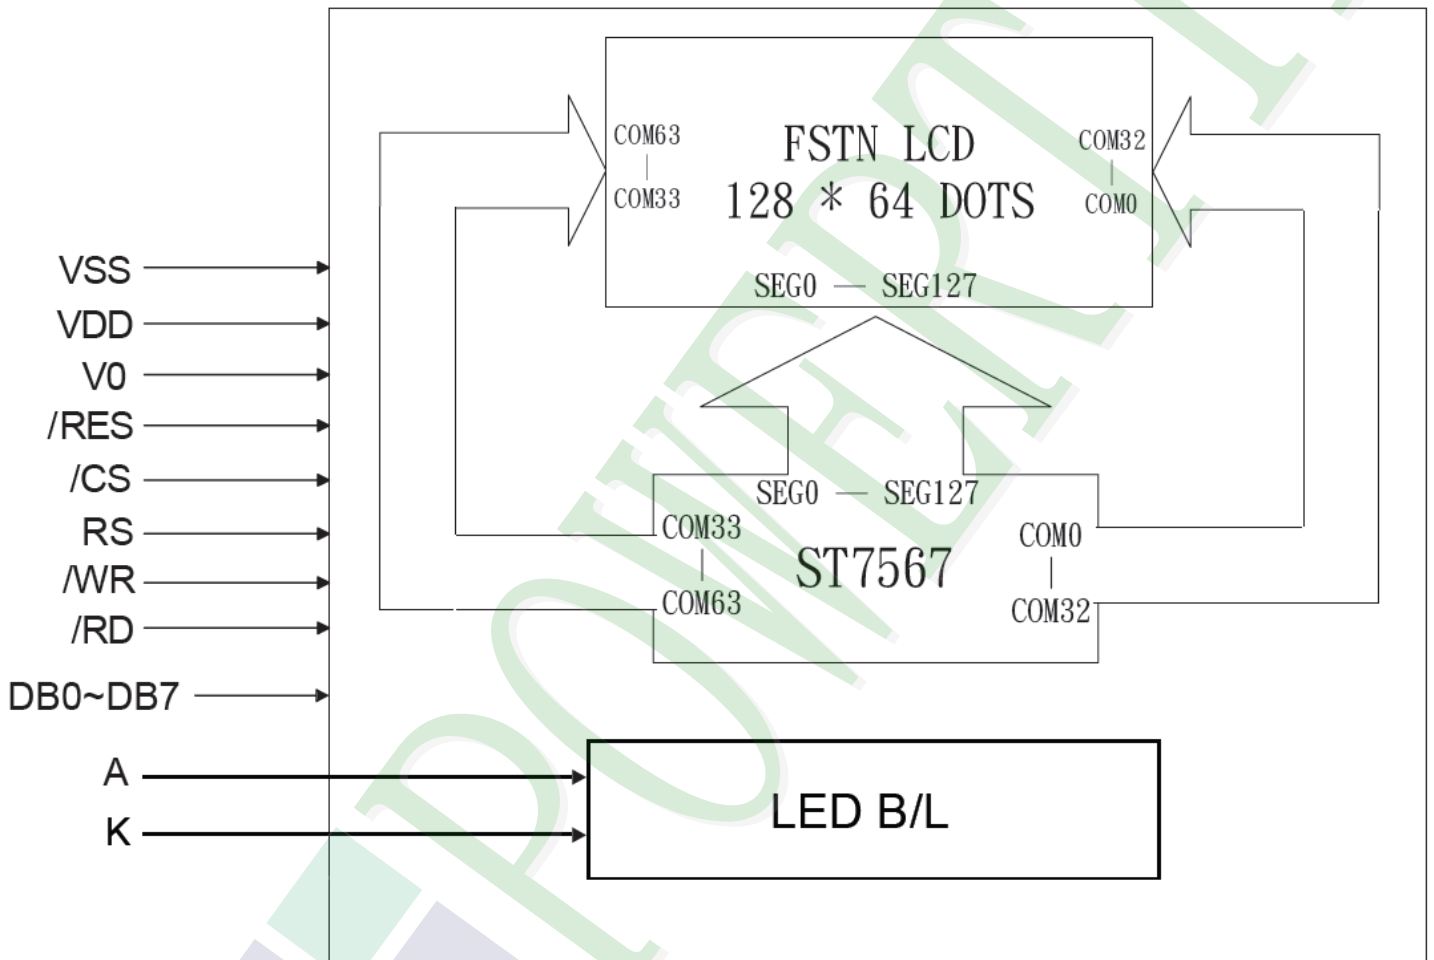 COM63
COM33
FSTN LCD
128 * 64 DOTS
COM32
COM0
SEG0 — SEG127
VSS
VDD
V0
/RES
/CS
RS
/WR
/RD
DB0~DB7
A
K
SEG0 — SEG127
COM33
COM63
ST7567
COM0
COM32
LED B/L
POWERTI